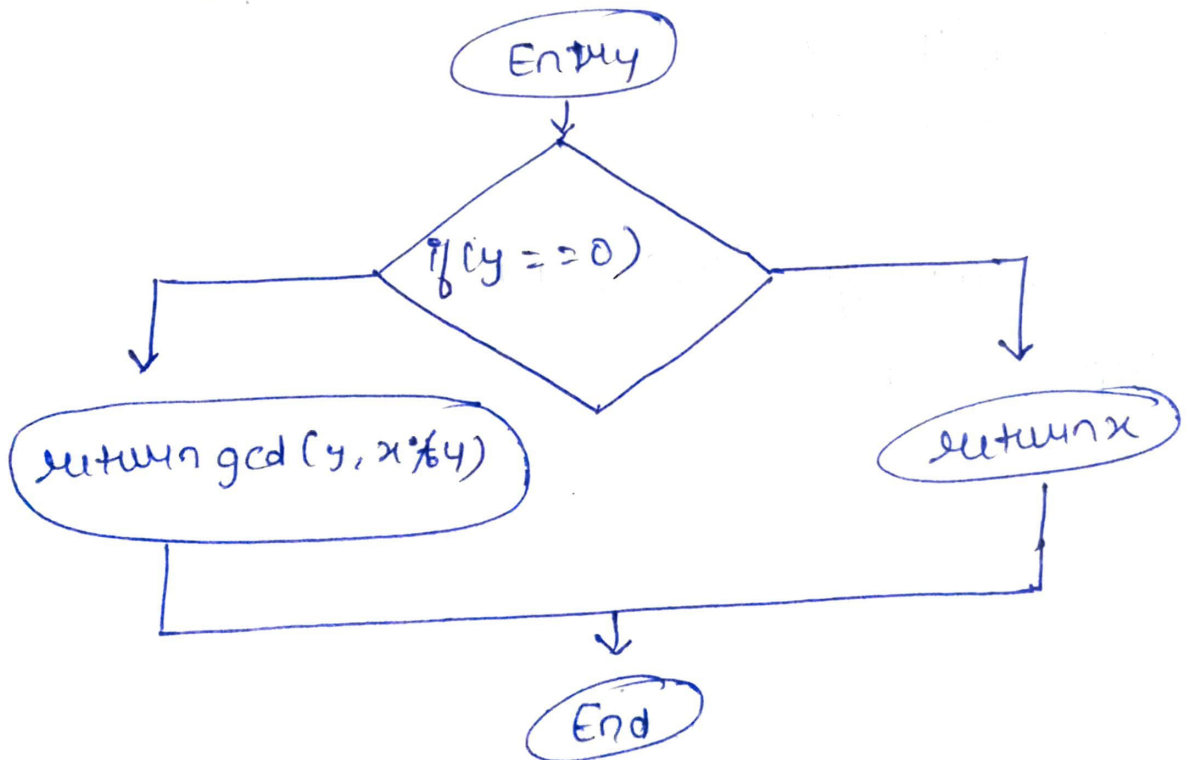 Entry
if(y==0)
return gcd(y, x%y)
return x
End